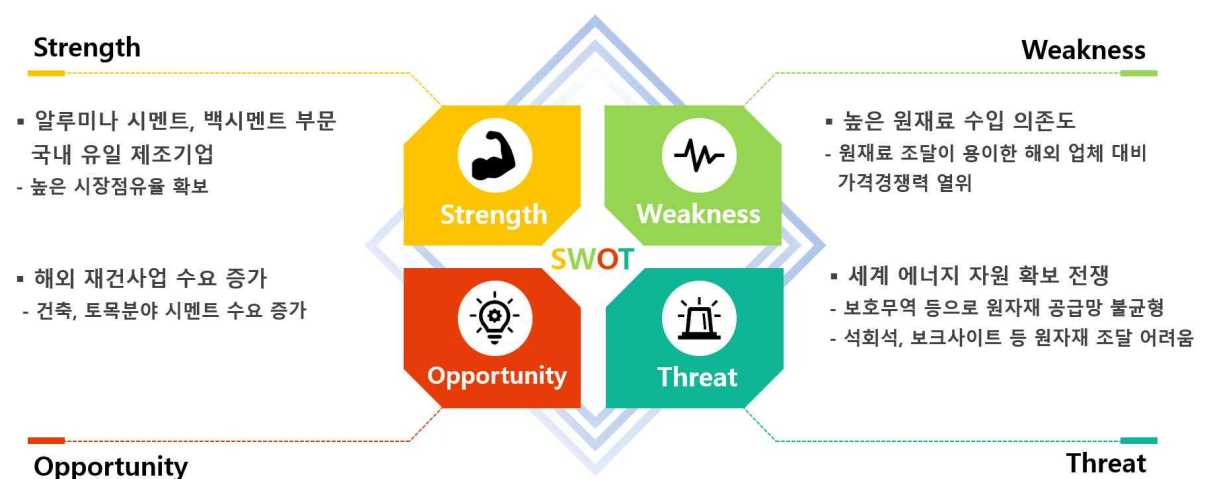 Strength
▪ 알루미나 시멘트, 백시멘트 부문
국내 유일 제조기업
- 높은 시장점유율 확보
Weakness
▪ 높은 원재료 수입 의존도
- 원재료 조달이 용이한 해외 업체 대비
가격경쟁력 열위
Strength
Weakness
SWOT
Opportunity
Threat
▪ 해외 재건사업 수요 증가
- 건축, 토목분야 시멘트 수요 증가
Opportunity
▪ 세계 에너지 자원 확보 전쟁
- 보호무역 등으로 원자재 공급망 불균형
- 석회석, 보크사이트 등 원자재 조달 어려움
Threat